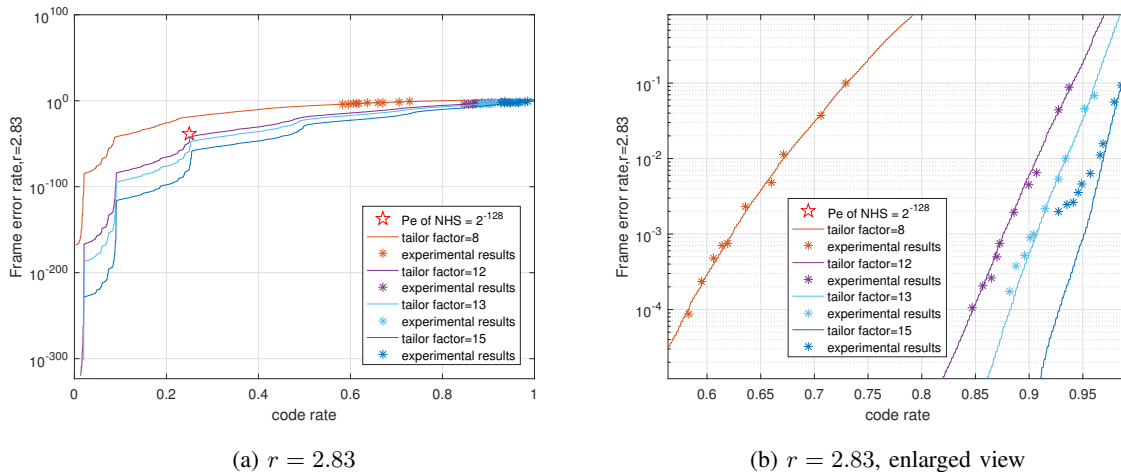 Frame error rate,r=2.83
10^100
10^0
10^-100
10^-200
10^-300
0
0.2
0.4
0.6
0.8
1
code rate
Pe of NHS = 2^-128
tailor factor=8
experimental results
tailor factor=12
experimental results
tailor factor=13
experimental results
tailor factor=15
experimental results
(a) r = 2.83
Frame error rate,r=2.83
10^-1
10^-2
10^-3
10^-4
0.6
0.65
0.7
0.75
0.8
0.85
0.9
0.95
code rate
Pe of NHS = 2^-128
tailor factor=8
experimental results
tailor factor=12
experimental results
tailor factor=13
experimental results
tailor factor=15
experimental results
(b) r = 2.83, enlarged view